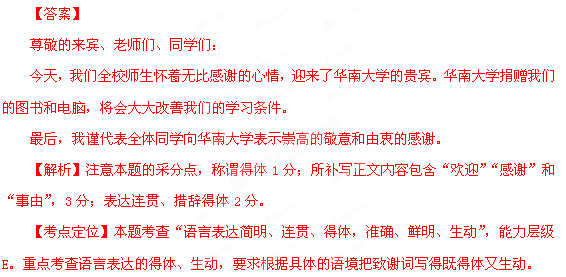 【答案】
尊敬的来宾、老师们、同学们：
今天，我们全校师生怀着无比感谢的心情，迎来了华南大学的贵宾。华南大学捐赠我们
的图书和电脑，将会大大改善我们的学习条件。
最后，我谨代表全体同学向华南大学表示崇高的敬意和由衷的感谢。
【解析】注意本题的采分点，称谓得体 1 分；所补写正文内容包含“欢迎”“感谢”和
“事由”，3 分；表达连贯、措辞得体 2 分。
【考点定位】本题考查“语言表达简明、连贯、得体，准确、鲜明、生动”，能力层级
E。重点考查语言表达的得体、生动，要求根据具体的语境把致谢词写得既得体又生动。